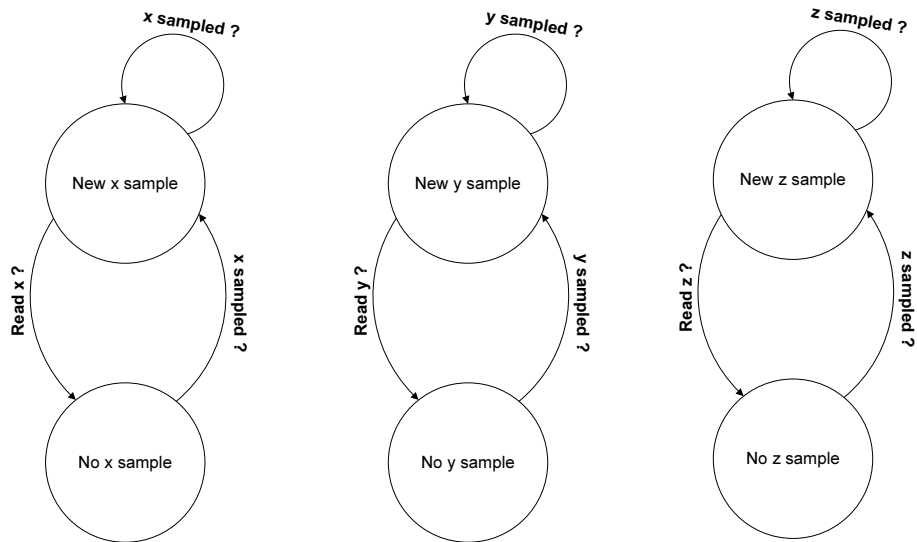 x sampled ?
New x sample
Read x ?
x sampled ?
No x sample
y sampled ?
New y sample
Read y ?
y sampled ?
No y sample
z sampled ?
New z sample
Read z ?
z sampled ?
No z sample